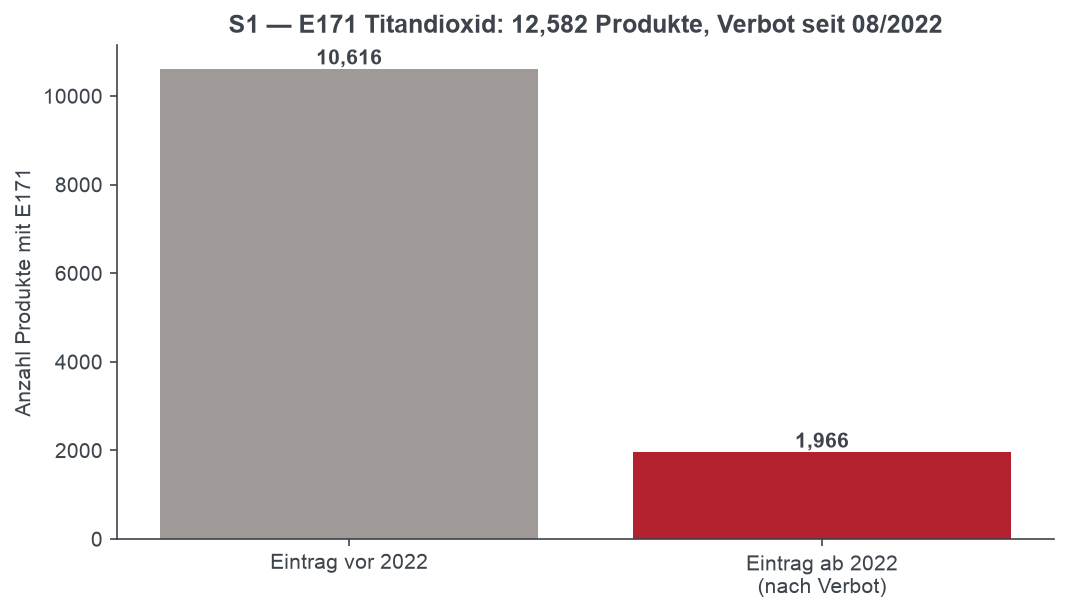 S1 — E171 Titandioxid: 12,582 Produkte, Verbot seit 08/2022
Anzahl Produkte mit E171
10000
8000
6000
4000
2000
0
10,616
1,966
Eintrag vor 2022
Eintrag ab 2022
(nach Verbot)